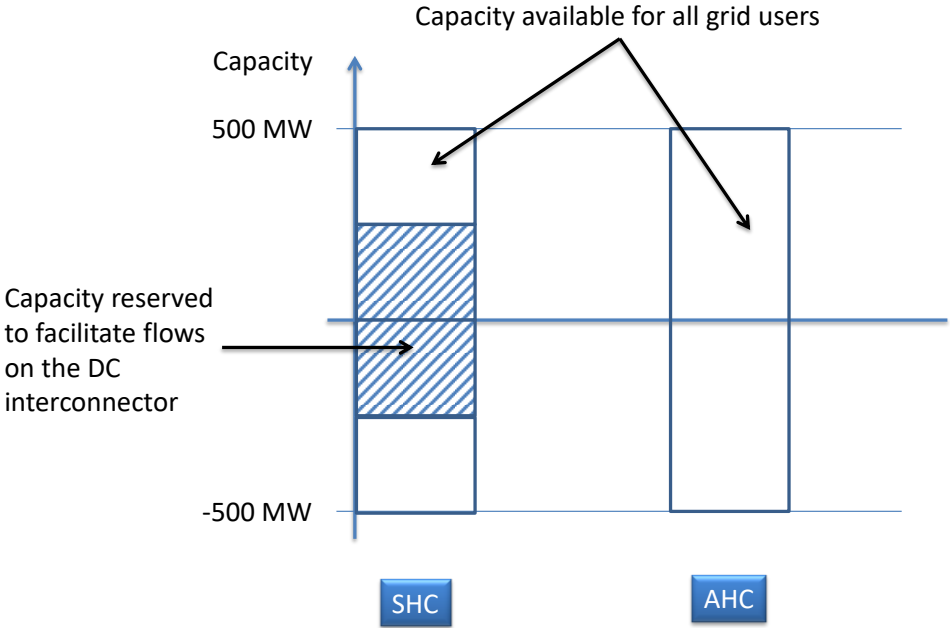 Capacity available for all grid users
Capacity
500 MW
Capacity reserved
to facilitate flows
on the DC
interconnector
-500 MW
SHC
AHC